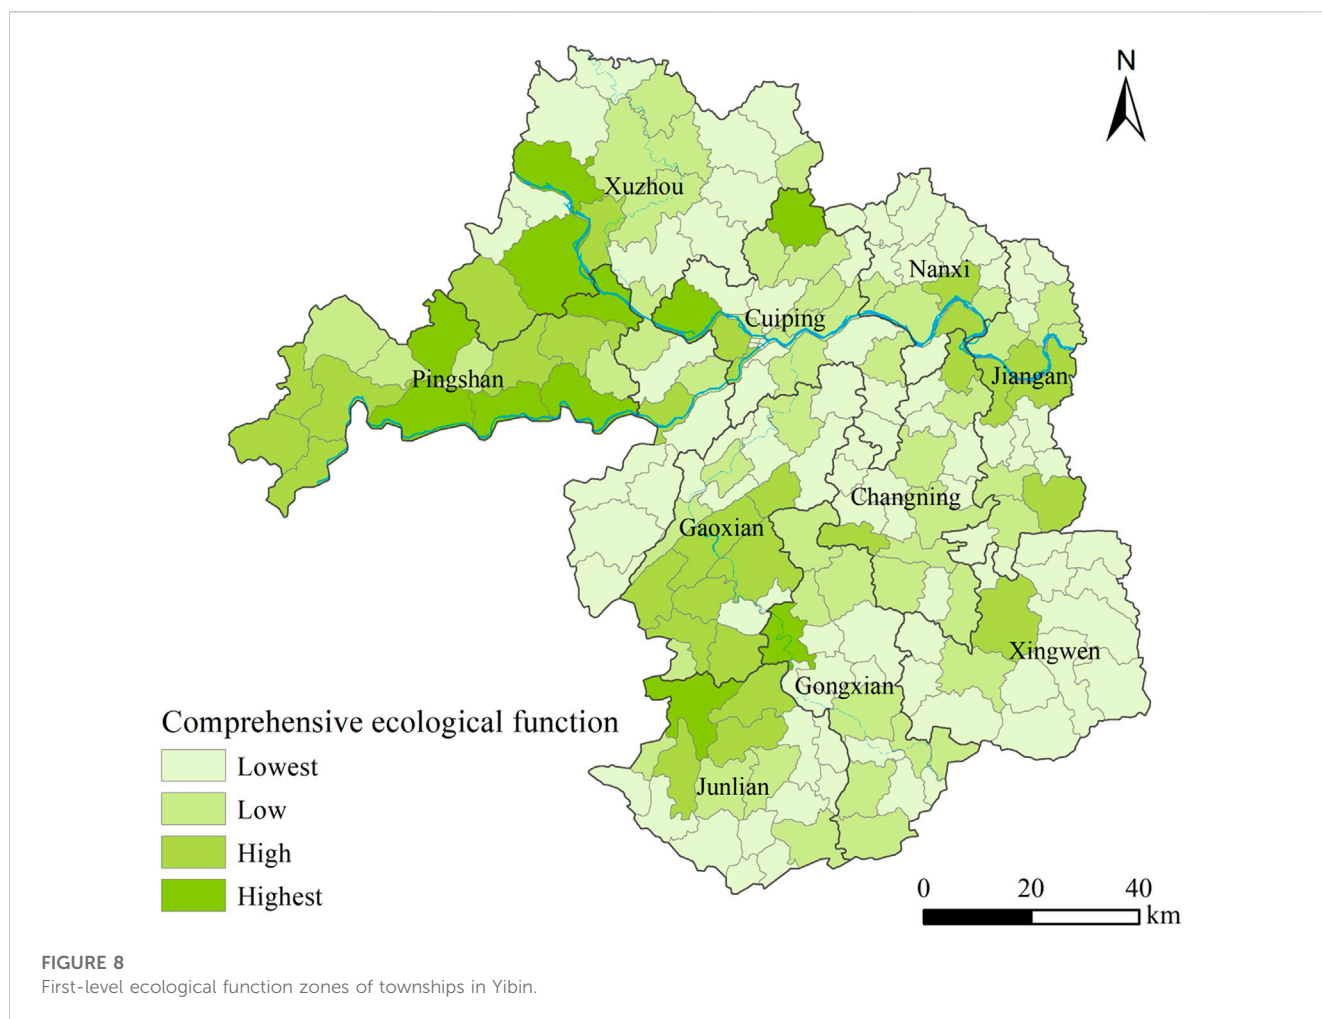 N
Xuzhou
Nanxi
Cuiping
Jiangan
Pingshan
Changning
Gaoxian
Xingwen
Gongxian
Junlian
Comprehensive ecological function
Lowest
Low
High
Highest
0 20 40
km
FIGURE 8
First-level ecological function zones of townships in Yibin.